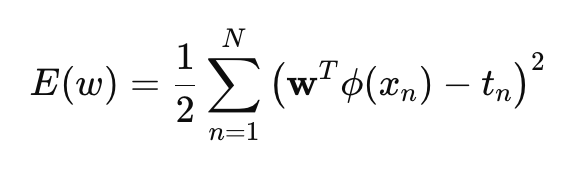 E(w) = \frac{1}{2} \sum_{n=1}^{N} \left( \mathbf{w}^T \phi(x_n) - t_n \right)^2